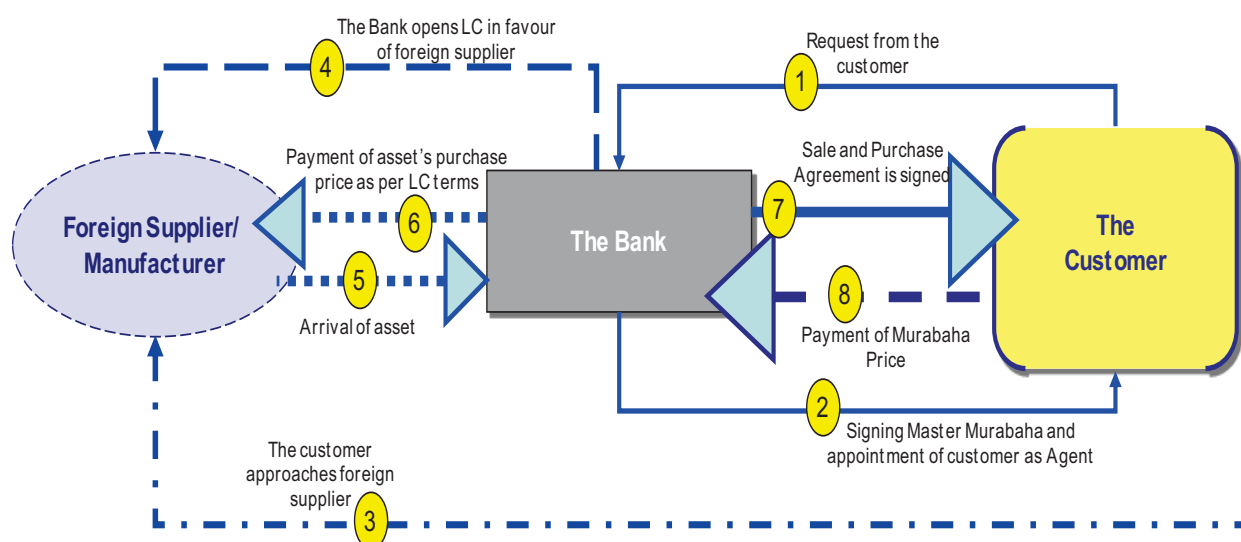 The Bank opens LC in favour
of foreign supplier
4
Request from the
customer
1
Payment of asset's purchase
price as per LC terms
6
Sale and Purchase
Agreement is signed
7
Foreign Supplier/
Manufacturer
The Bank
The
Customer
5
Arrival of asset
8
Payment of Murabaha
Price
2
Signing Master Murabaha and
appointment of customer as Agent
The customer
approaches foreign
supplier
3